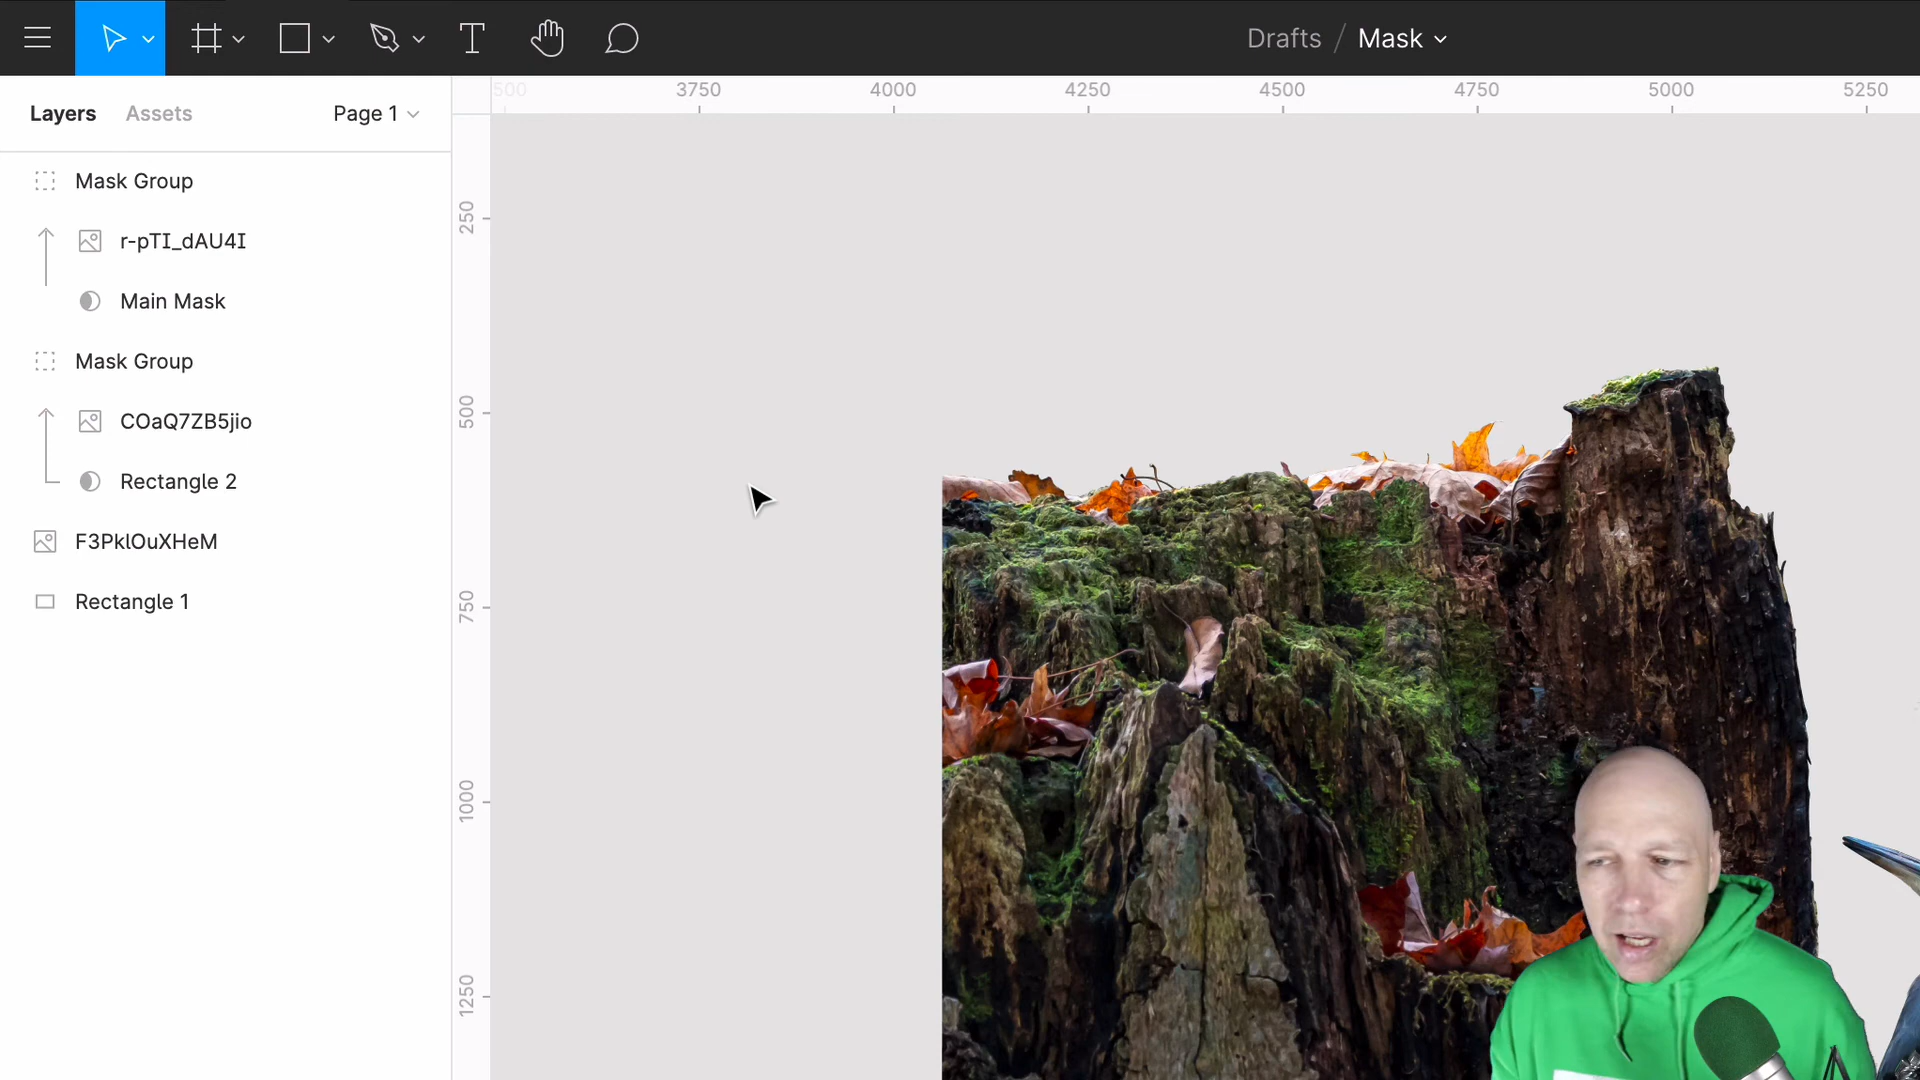 Drafts / Mask
Layers Assets Page 1
500 3750 4000 4250 4500 4750 5000 5250
Mask Group
r-pTI_dAU4I
Main Mask
Mask Group
COaQ7ZB5jio
Rectangle 2
F3PklOuXHeM
Rectangle 1
250
500
750
1000
1250